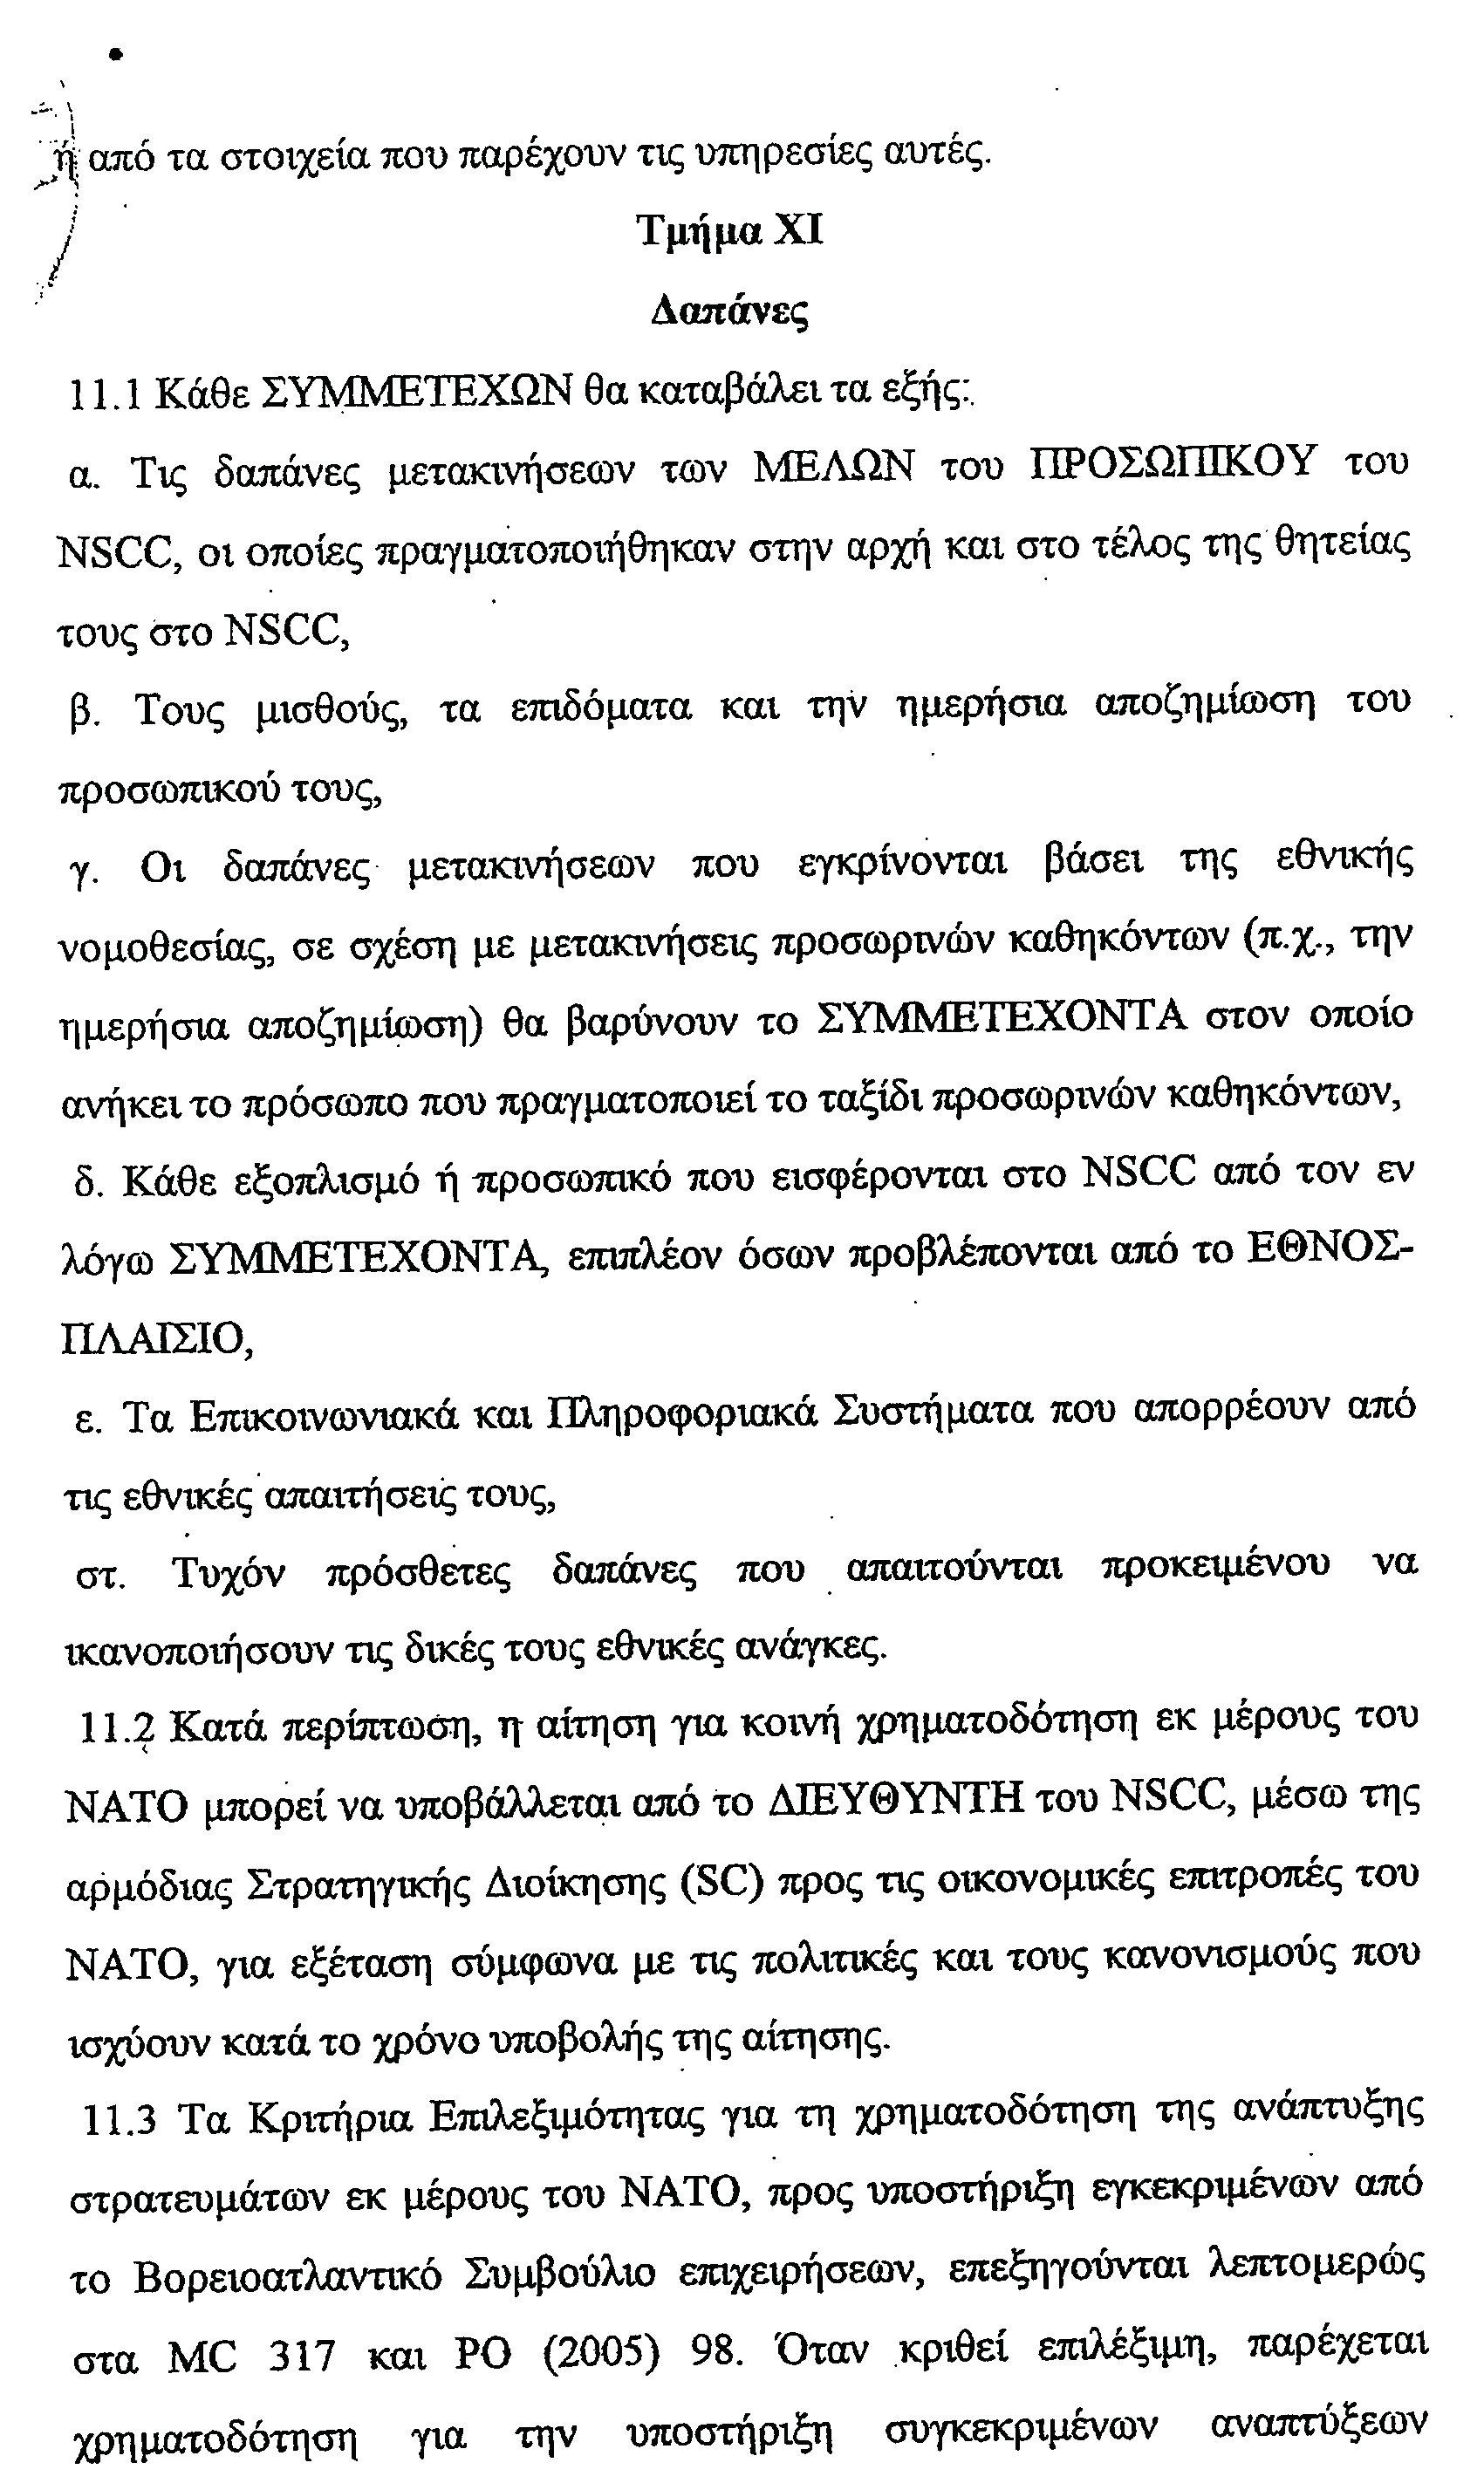 ή από τα στοιχεία που παρέχουν τις υπηρεσίες αυτές.
Τμήμα XI
Δαπάνες
11.1 Κάθε ΣΥΜΜΕΤΕΧΩΝ θα καταβάλει τα εξής:
α. Τις δαπάνες μετακινήσεων των ΜΕΛΩΝ του ΠΡΟΣΩΠΙΚΟΥ του
NSCC, οι οποίες πραγματοποιήθηκαν στην αρχή και στο τέλος της θητείας
τους στο NSCC,
β. Τους μισθούς, τα επιδόματα και την ημερήσια αποζημίωση του
προσωπικού τους,
γ. Οι δαπάνες μετακινήσεων που εγκρίνονται βάσει της εθνικής
νομοθεσίας, σε σχέση με μετακινήσεις προσωρινών καθηκόντων (π.χ., την
ημερήσια αποζημίωση) θα βαρύνουν το ΣΥΜΜΕΤΕΧΟΝΤΑ στον οποίο
ανήκει το πρόσωπο που πραγματοποιεί το ταξίδι προσωρινών καθηκόντων,
δ. Κάθε εξοπλισμό ή προσωπικό που εισφέρονται στο NSCC από τον εν
λόγω ΣΥΜΜΕΤΕΧΟΝΤΑ, επιπλέον όσων προβλέπονται από το ΕΘΝΟΣ-
ΠΛΑΙΣΙΟ,
ε. Τα Επικοινωνιακά και Πληροφοριακά Συστήματα που απορρέουν από
τις εθνικές απαιτήσεις τους,
στ. Τυχόν πρόσθετες δαπάνες που απαιτούνται προκειμένου να
ικανοποιήσουν τις δικές τους εθνικές ανάγκες.
11.2 Κατά περίπτωση, η αίτηση για κοινή χρηματοδότηση εκ μέρους του
ΝΑΤΟ μπορεί να υποβάλλεται από το ΔΙΕΥΘΥΝΤΗ του NSCC, μέσω της
αρμόδιας Στρατηγικής Διοίκησης (SC) προς τις οικονομικές επιτροπές του
ΝΑΤΟ, για εξέταση σύμφωνα με τις πολιτικές και τους κανονισμούς που
ισχύουν κατά το χρόνο υποβολής της αίτησης.
11.3 Τα Κριτήρια Επιλεξιμότητας για τη χρηματοδότηση της ανάπτυξης
στρατευμάτων εκ μέρους του ΝΑΤΟ, προς υποστήριξη εγκεκριμένων από
το Βορειοατλαντικό Συμβούλιο επιχειρήσεων, επεξηγούνται λεπτομερώς
στα MC 317 και PO (2005) 98. Όταν κριθεί επιλέξιμη, παρέχεται
χρηματοδότηση για την υποστήριξη συγκεκριμένων αναπτύξεων